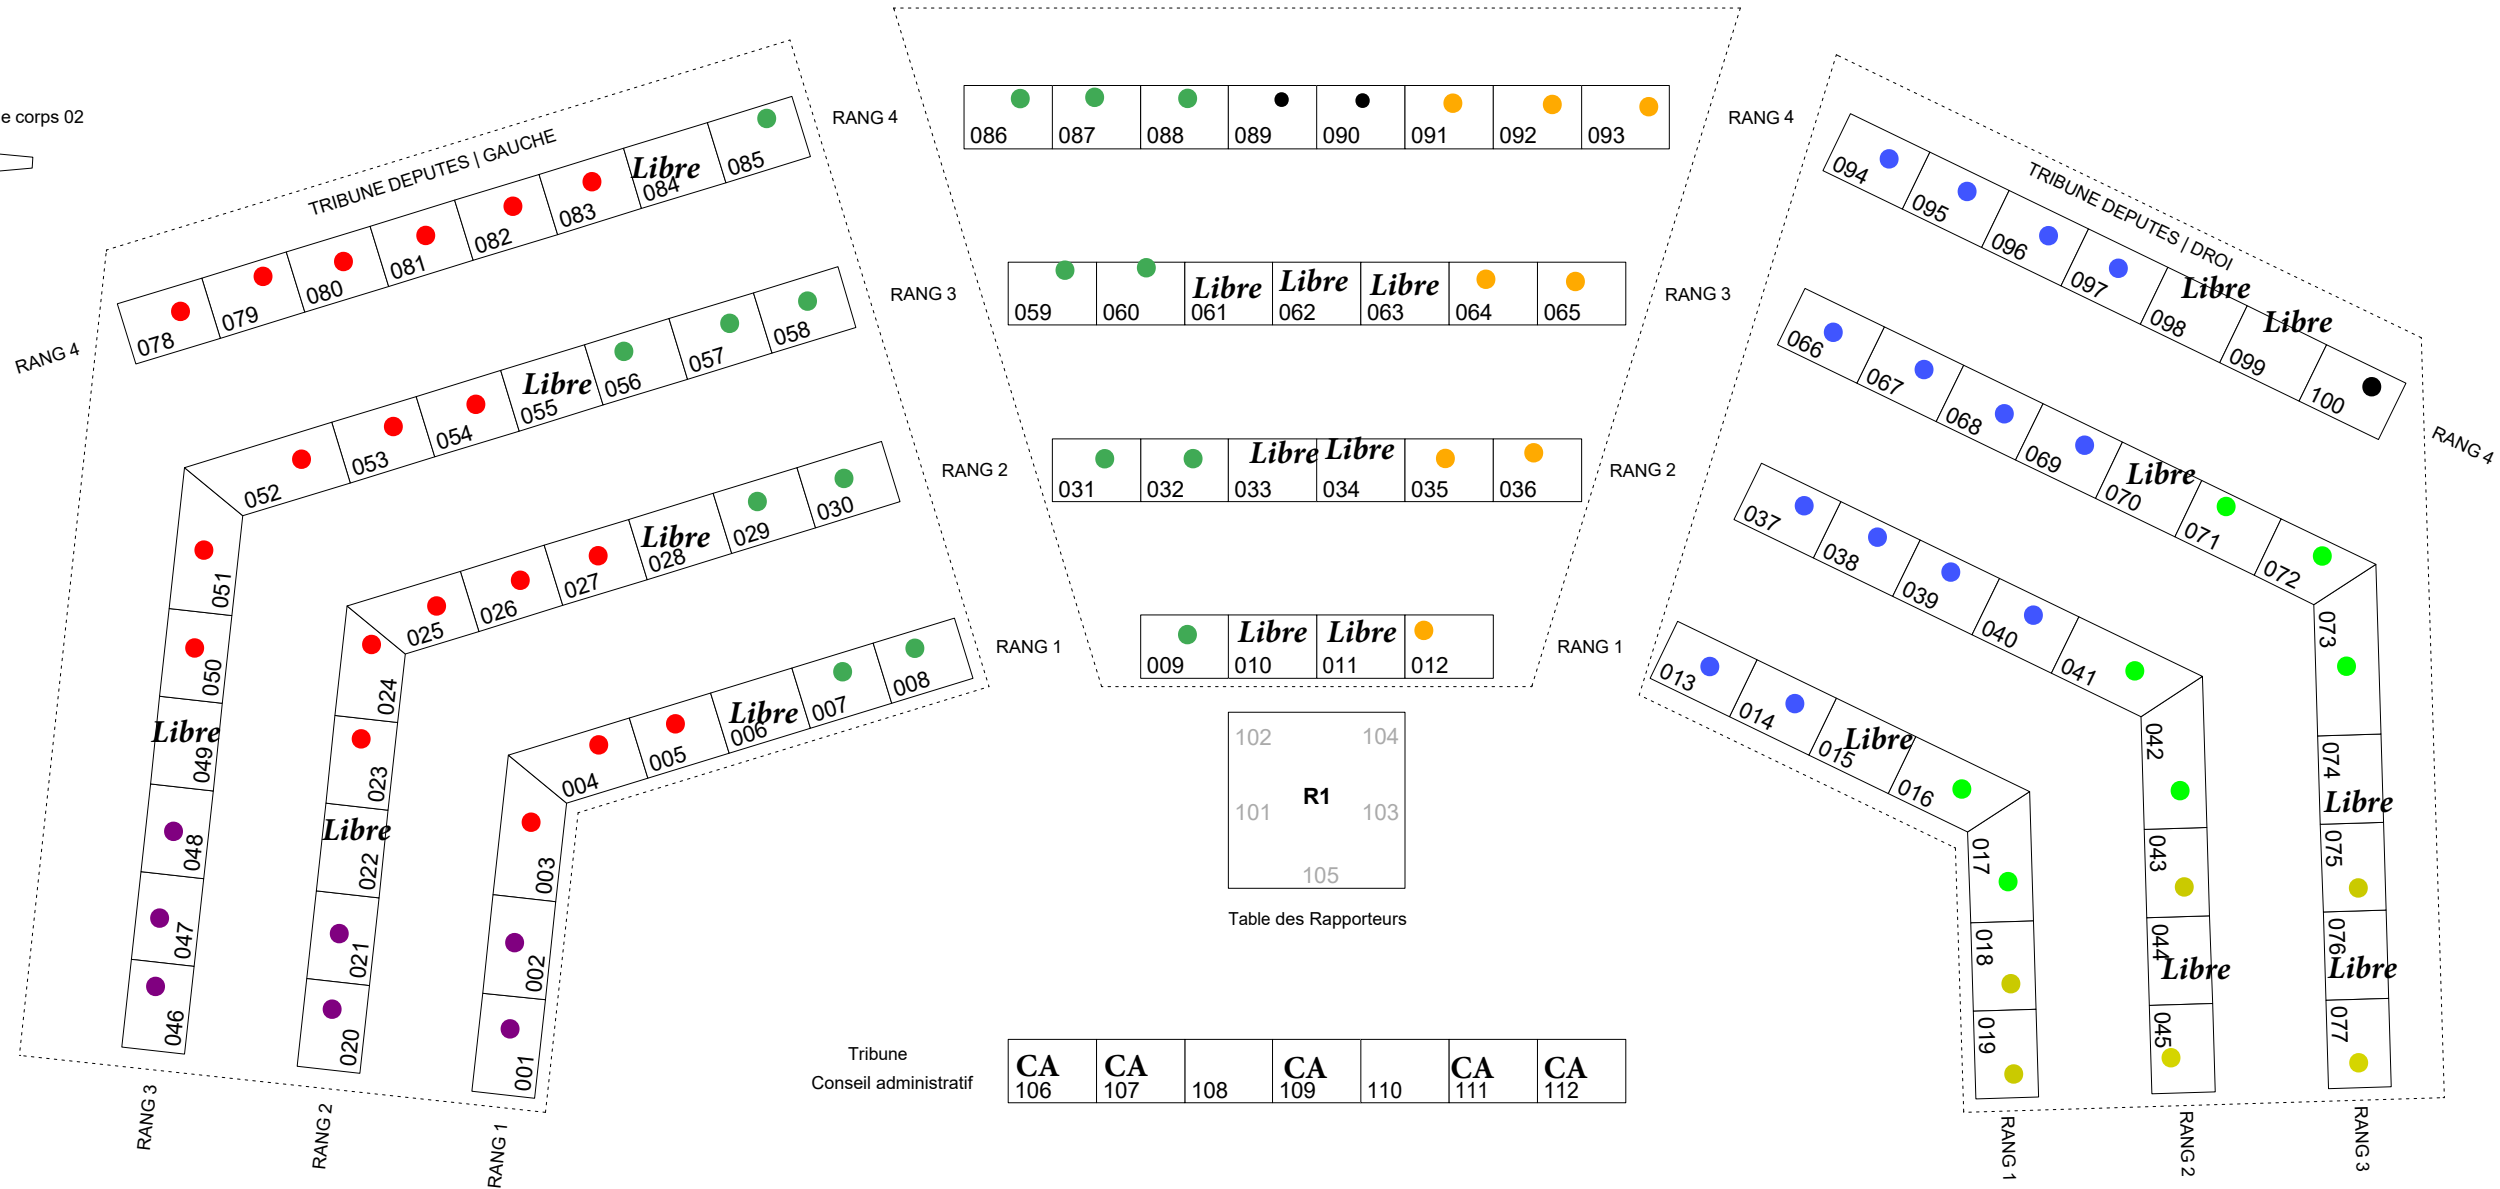 e corps 02
TRIBUNE DEPUTES | GAUCHE
RANG 4
078
079
080
081
082
083
Libre
084
085
RANG 4
086
087
088
089
090
091
092
093
RANG 4
TRIBUNE DEPUTES | DROI
094
095
096
097
Libre
098
Libre
099
100
RANG 4
046
047
048
Libre
049
050
051
052
053
054
Libre
055
056
057
058
RANG 3
059
060
Libre
061
Libre
062
Libre
063
064
065
RANG 3
066
067
068
069
Libre
070
071
072
073
074
Libre
075
076
Libre
077
020
021
Libre
022
023
024
025
026
027
Libre
028
029
030
RANG 2
031
032
Libre
033
Libre
034
035
036
RANG 2
037
038
039
040
041
042
043
044
Libre
045
001
002
003
004
005
Libre
006
007
008
RANG 1
009
Libre
010
Libre
011
012
RANG 1
013
014
Libre
015
016
017
018
019
102
104
R1
101
103
105
Table des Rapporteurs
Tribune
Conseil administratif
CA
106
CA
107
108
CA
109
110
CA
111
CA
112
RANG 3
RANG 2
RANG 1
RANG 1
RANG 2
RANG 3